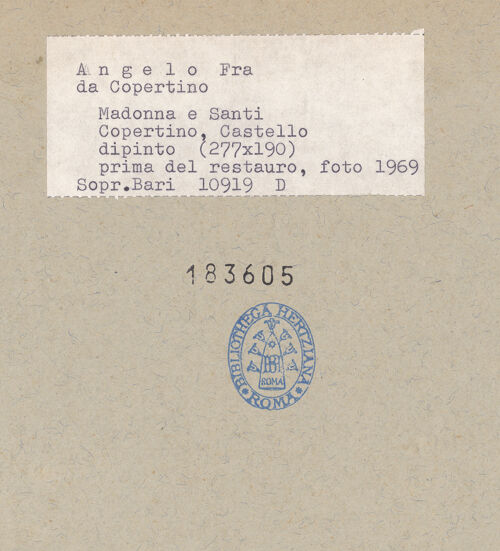 A n g e l o  Fra
da Copertino
Madonna e Santi
Copertino, Castello
dipinto  (277x190)
prima del restauro, foto 1969
Sopr.Bari  10919  D
183605
BIBLIOTHECA HERTZIANA
BH
ROMA
* ROMA *